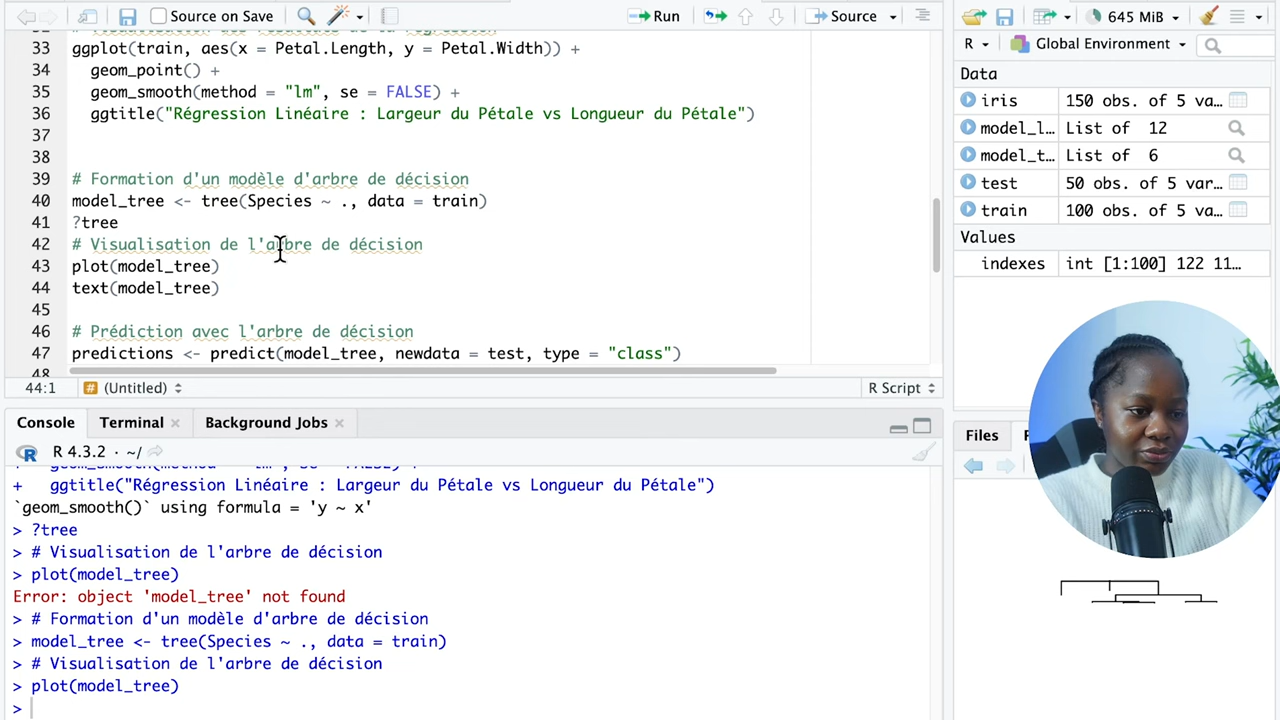 Source on Save
Run
Source
32
33 ggplot(train, aes(x = Petal.Length, y = Petal.Width)) +
34 geom_point() +
35 geom_smooth(method = "lm", se = FALSE) +
36 ggtitle("Régression Linéaire : Largeur du Pétale vs Longueur du Pétale")
37
38
39 # Formation d'un modèle d'arbre de décision
40 model_tree <- tree(Species ~ ., data = train)
41 ?tree
42 # Visualisation de l'arbre de décision
43 plot(model_tree)
44 text(model_tree)
45
46 # Prédiction avec l'arbre de décision
47 predictions <- predict(model_tree, newdata = test, type = "class")
48
44:1 # (Untitled) R Script
Console Terminal Background Jobs
R 4.3.2 · ~/
+ ggtitle("Régression Linéaire : Largeur du Pétale vs Longueur du Pétale")
`geom_smooth()` using formula = 'y ~ x'
> ?tree
> # Visualisation de l'arbre de décision
> plot(model_tree)
Error: object 'model_tree' not found
> # Formation d'un modèle d'arbre de décision
> model_tree <- tree(Species ~ ., data = train)
> # Visualisation de l'arbre de décision
> plot(model_tree)
>
645 MiB
R Global Environment
Data
iris 150 obs. of 5 va…
model_l… List of 12
model_t… List of 6
test 50 obs. of 5 var…
train 100 obs. of 5 va…
Values
indexes int [1:100] 122 11…
Files